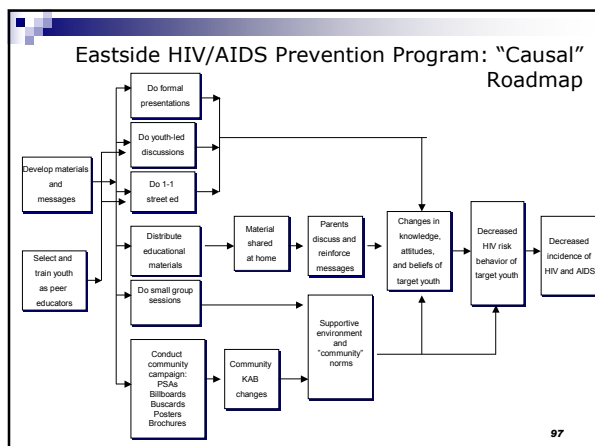 Eastside HIV/AIDS Prevention Program: “Causal”
Roadmap
Do formal
presentations
Do youth-led
discussions
Develop materials
and
messages
Do 1-1
street ed
Select and
train youth
as peer
educators
Distribute
educational
materials
Material
shared
at home
Parents
discuss and
reinforce
messages
Changes in
knowledge,
attitudes,
and beliefs of
target youth
Decreased
HIV risk
behavior of
target youth
Decreased
incidence of
HIV and AIDS
Do small group
sessions
Supportive
environment
and
“community”
norms
Conduct
community
campaign:
PSAs
Billboards
Buscards
Posters
Brochures
Community
KAB
changes
97